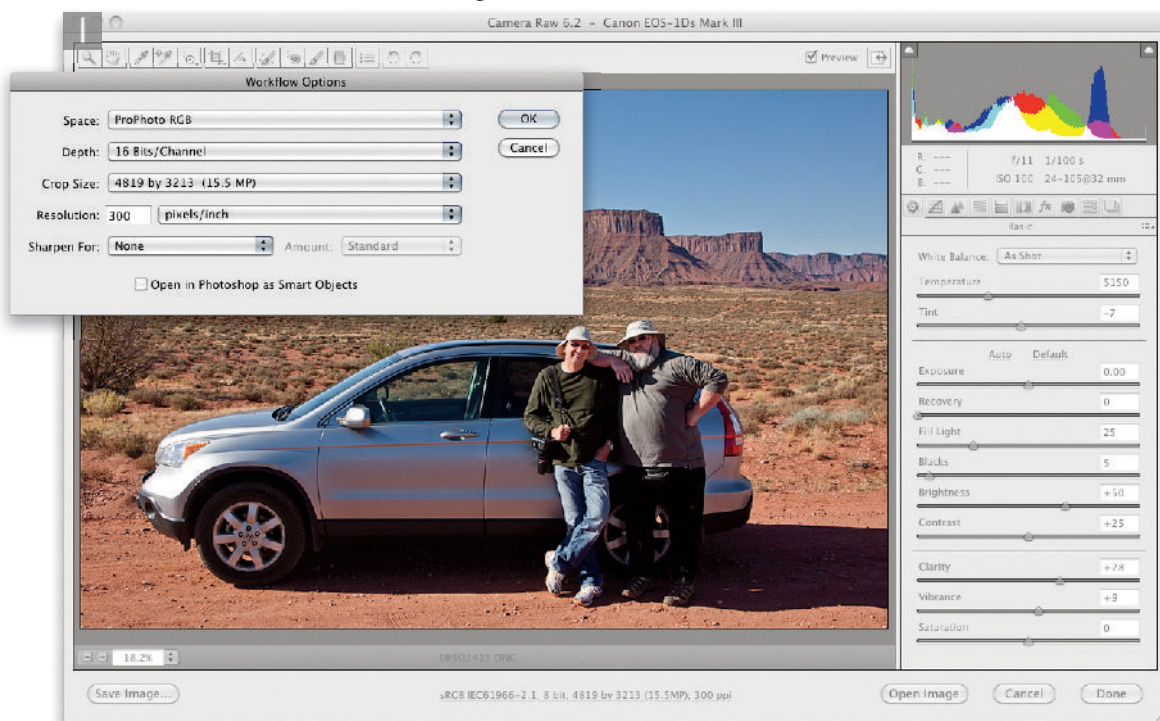 Camera Raw 6.2 – Canon EOS-1Ds Mark III
Preview
Workflow Options
Space: ProPhoto RGB
OK
Depth: 16 Bits/Channel
Cancel
Crop Size: 4819 by 3213 (15.5 MP)
Resolution: 300 pixels/inch
Sharpen For: None Amount: Standard
Open in Photoshop as Smart Objects
R: ---
G: ---
B: ---
f/11 1/100 s
ISO 100 24-105@32 mm
Basic
White Balance: As Shot
Temperature 5150
Tint -7
Auto Default
Exposure 0.00
Recovery 0
Fill Light 25
Blacks 5
Brightness +50
Contrast +25
Clarity +28
Vibrance +9
Saturation 0
18.2%
Save Image...
sRGB IEC61966-2.1; 8 bit; 4819 by 3213 (15.5MP); 300 ppi
Open Image Cancel Done